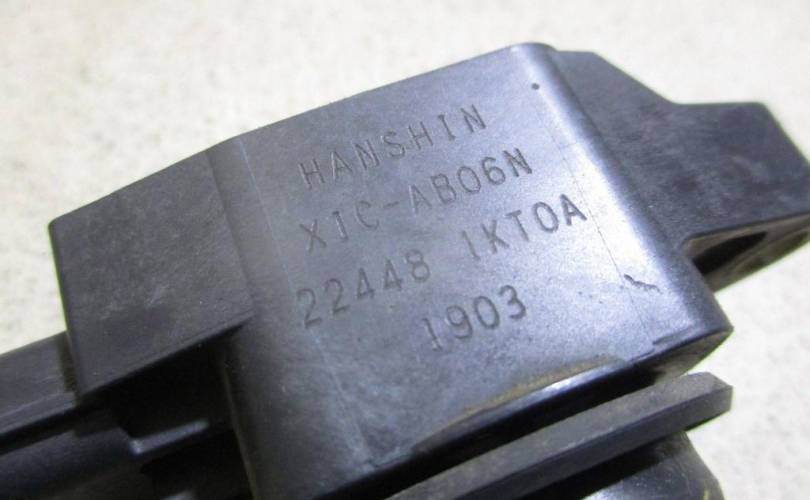 HANSHIN
XIC-AB06N
22448 1KT0A
1903